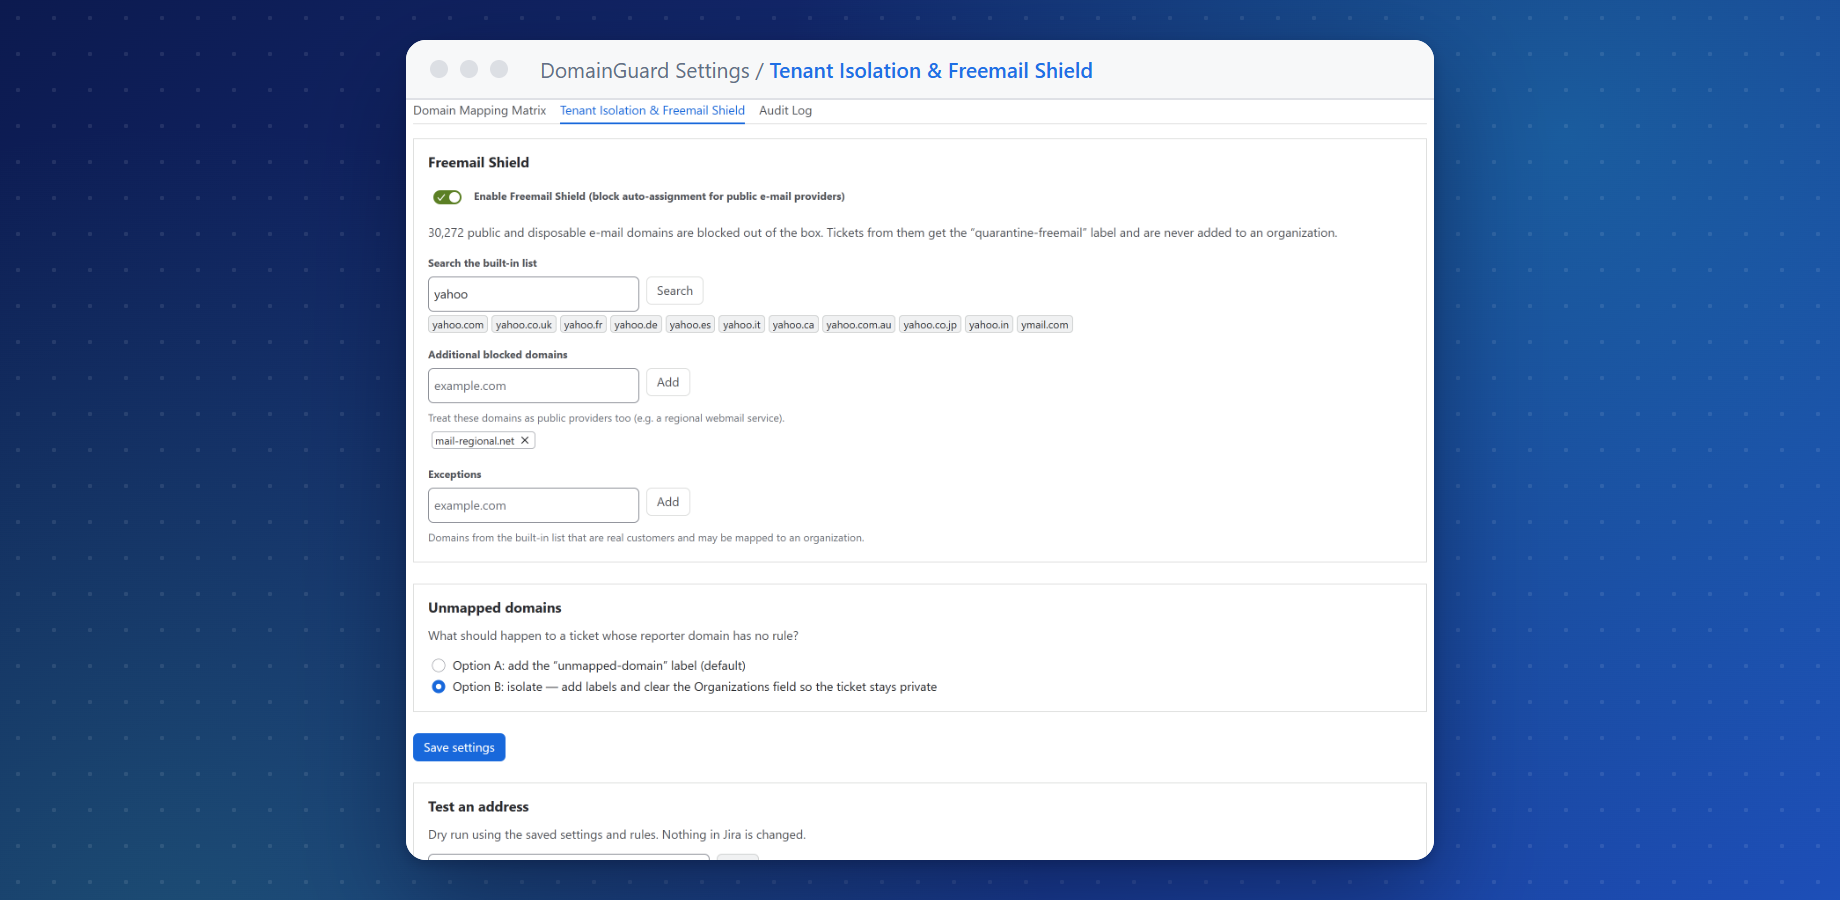 DomainGuard Settings / Tenant Isolation & Freemail Shield
Domain Mapping Matrix Tenant Isolation & Freemail Shield Audit Log
Freemail Shield
Enable Freemail Shield (block auto-assignment for public e-mail providers)
30,272 public and disposable e-mail domains are blocked out of the box. Tickets from them get the “quarantine-freemail” label and are never added to an organization.
Search the built-in list
yahoo Search
yahoo.com yahoo.co.uk yahoo.fr yahoo.de yahoo.es yahoo.it yahoo.ca yahoo.com.au yahoo.co.jp yahoo.in ymail.com
Additional blocked domains
example.com Add
Treat these domains as public providers too (e.g. a regional webmail service).
mail-regional.net
Exceptions
example.com Add
Domains from the built-in list that are real customers and may be mapped to an organization.
Unmapped domains
What should happen to a ticket whose reporter domain has no rule?
Option A: add the “unmapped-domain” label (default)
Option B: isolate — add labels and clear the Organizations field so the ticket stays private
Save settings
Test an address
Dry run using the saved settings and rules. Nothing in Jira is changed.